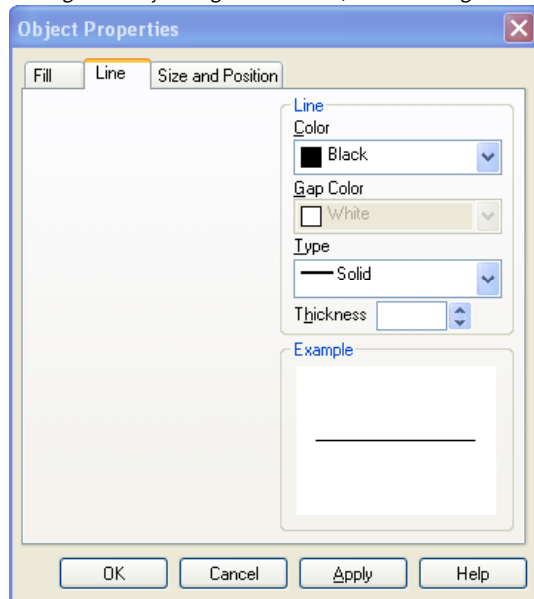 Object Properties
Fill Line Size and Position
Line
Color
Black
Gap Color
White
Type
Solid
Thickness
Example
OK Cancel Apply Help